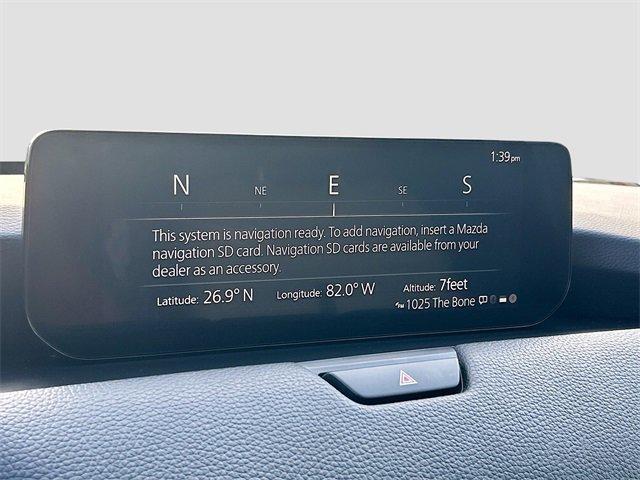 1:39pm
N NE E SE S
This system is navigation ready. To add navigation, insert a Mazda
navigation SD card. Navigation SD cards are available from your
dealer as an accessory.
Latitude: 26.9° N Longitude: 82.0° W Altitude: 7feet
FM 1025 The Bone